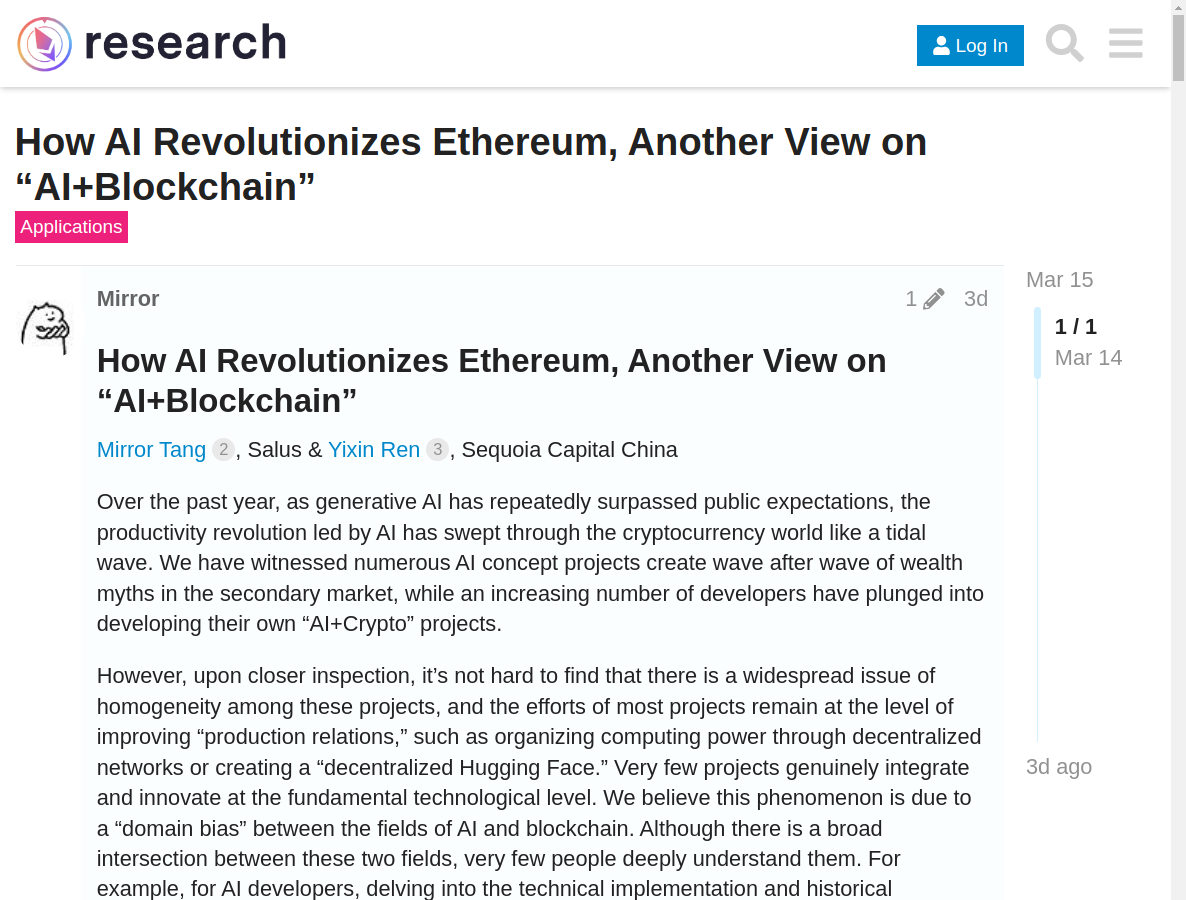 research
Log In
How AI Revolutionizes Ethereum, Another View on
“AI+Blockchain”
Applications
Mar 15
1 / 1
Mar 14
3d ago
Mirror
1
3d
How AI Revolutionizes Ethereum, Another View on
“AI+Blockchain”
Mirror Tang 2, Salus & Yixin Ren 3, Sequoia Capital China
Over the past year, as generative AI has repeatedly surpassed public expectations, the
productivity revolution led by AI has swept through the cryptocurrency world like a tidal
wave. We have witnessed numerous AI concept projects create wave after wave of wealth
myths in the secondary market, while an increasing number of developers have plunged into
developing their own “AI+Crypto” projects.
However, upon closer inspection, it’s not hard to find that there is a widespread issue of
homogeneity among these projects, and the efforts of most projects remain at the level of
improving “production relations,” such as organizing computing power through decentralized
networks or creating a “decentralized Hugging Face.” Very few projects genuinely integrate
and innovate at the fundamental technological level. We believe this phenomenon is due to
a “domain bias” between the fields of AI and blockchain. Although there is a broad
intersection between these two fields, very few people deeply understand them. For
example, for AI developers, delving into the technical implementation and historical